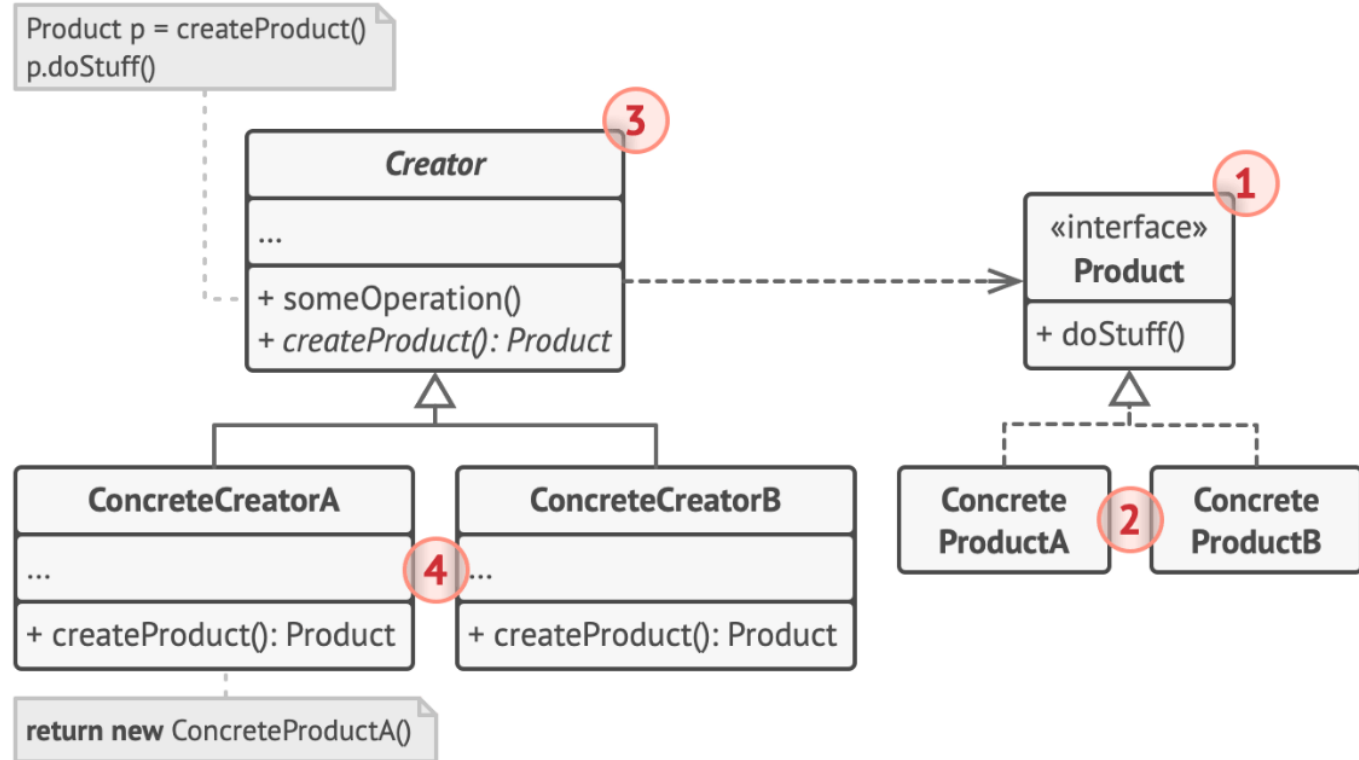 Product p = createProduct()
p.doStuff()
3
Creator
...
+ someOperation()
+ createProduct(): Product
1
«interface»
Product
+ doStuff()
ConcreteCreatorA
...
+ createProduct(): Product
4
ConcreteCreatorB
...
+ createProduct(): Product
Concrete
ProductA
2
Concrete
ProductB
return new ConcreteProductA()